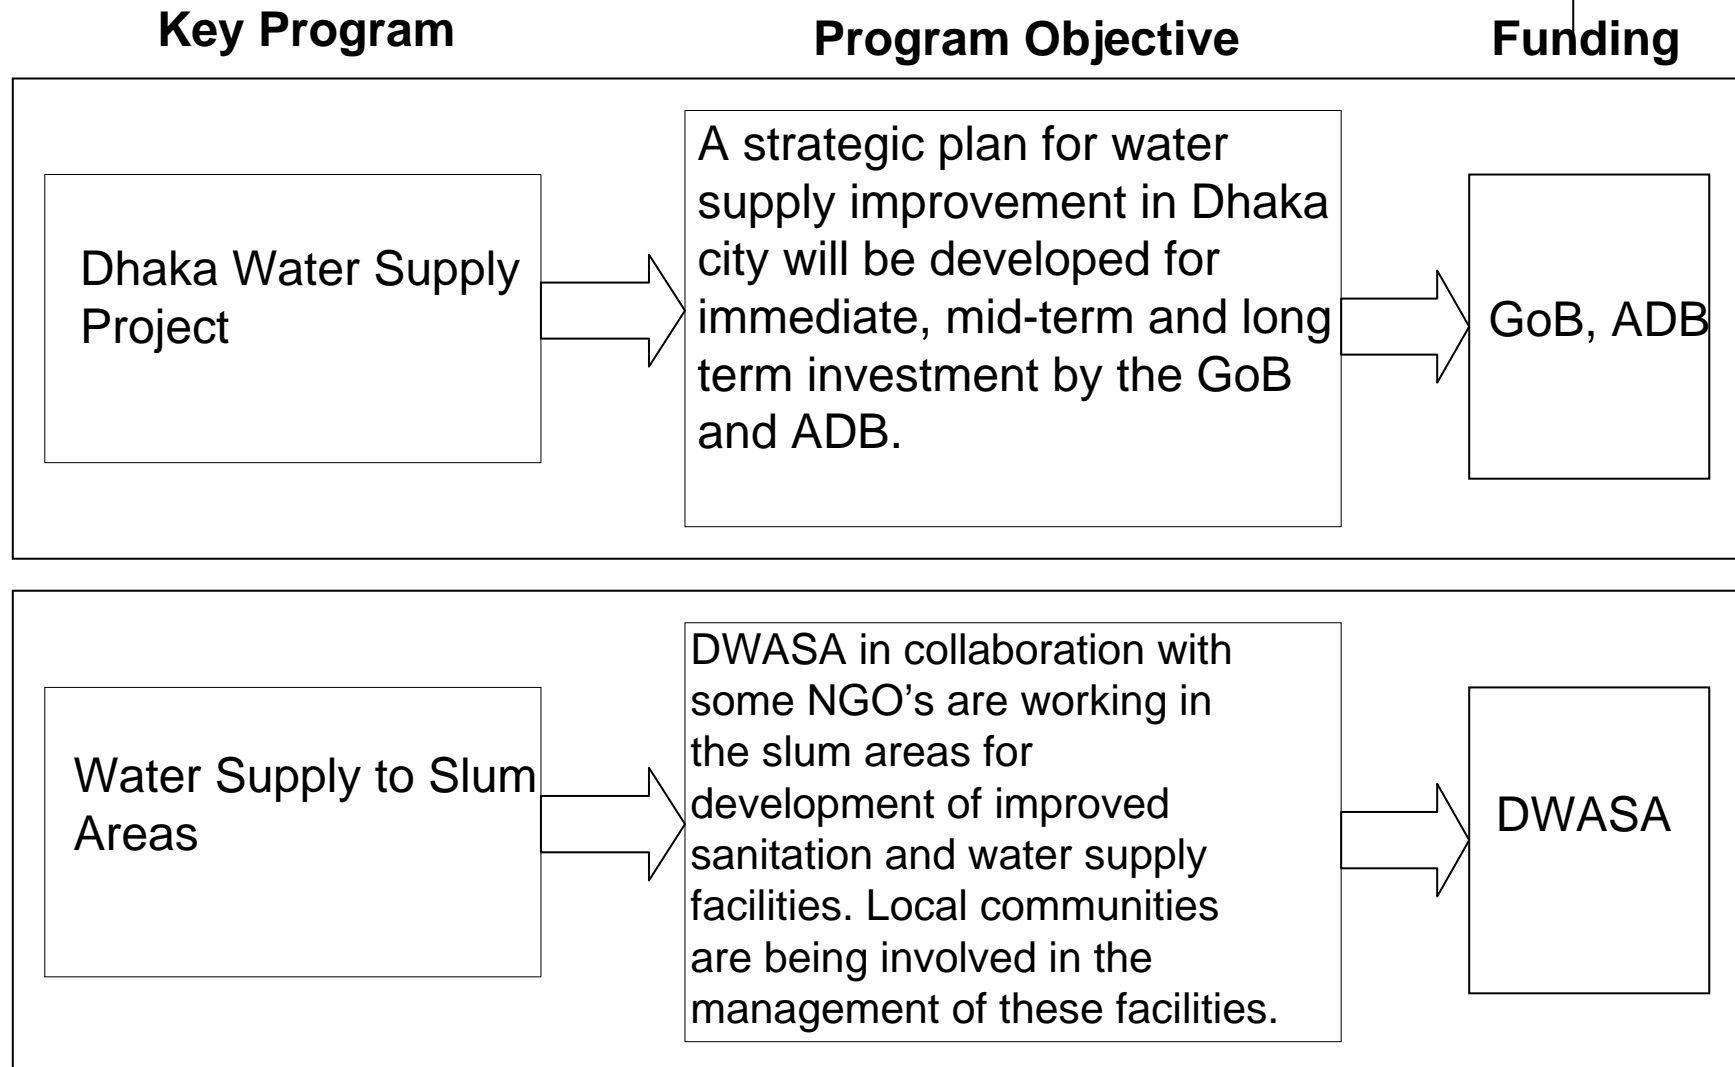 Key Program
Program Objective
Funding
Dhaka Water Supply
Project
A strategic plan for water
supply improvement in Dhaka
city will be developed for
immediate, mid-term and long
term investment by the GoB
and ADB.
GoB, ADB
Water Supply to Slum
Areas
DWASA in collaboration with
some NGO’s are working in
the slum areas for
development of improved
sanitation and water supply
facilities. Local communities
are being involved in the
management of these facilities.
DWASA